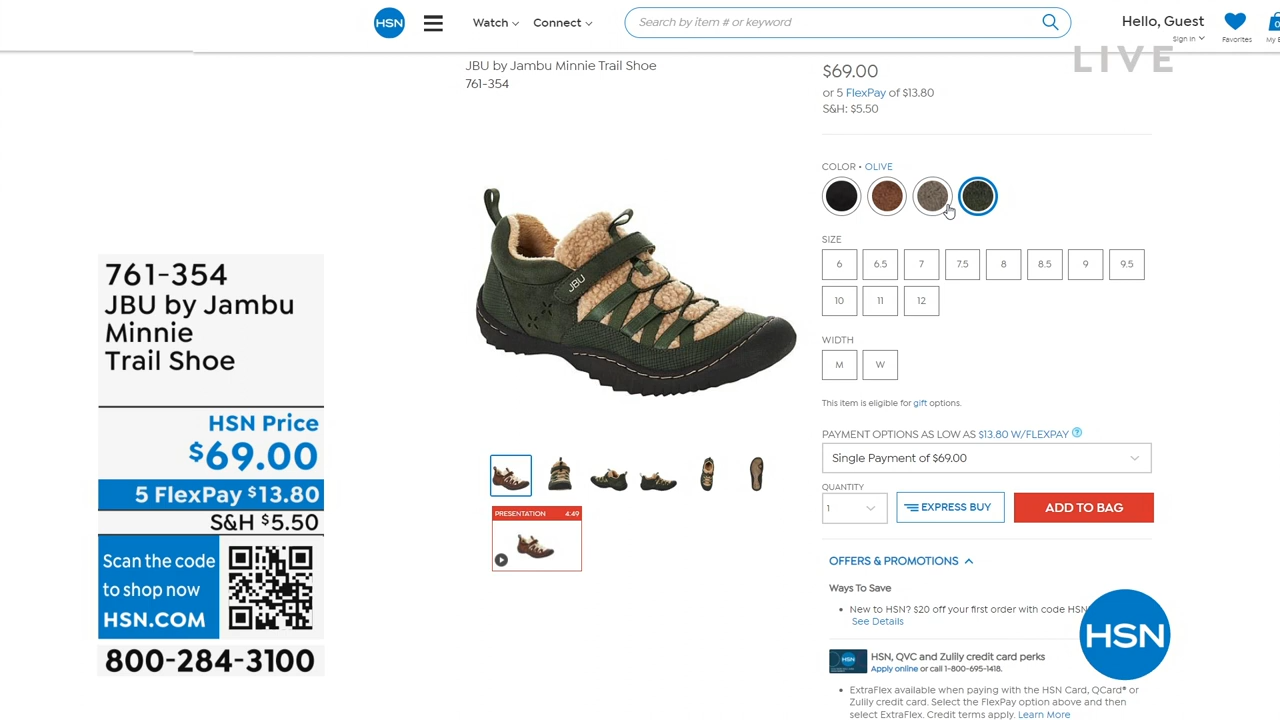 HSN
Watch
Connect
Search by item # or keyword
Hello, Guest
Sign In
Favorites
0
LIVE
JBU by Jambu Minnie Trail Shoe
761-354
$69.00
or 5 FlexPay of $13.80
S&H: $5.50
COLOR • OLIVE
SIZE
6 6.5 7 7.5 8 8.5 9 9.5
10 11 12
WIDTH
M W
This item is eligible for gift options.
PAYMENT OPTIONS AS LOW AS $13.80 W/FLEXPAY ?
Single Payment of $69.00
QUANTITY
1
EXPRESS BUY
ADD TO BAG
OFFERS & PROMOTIONS
Ways To Save
• New to HSN? $20 off your first order with code HSN
See Details
HSN, QVC and Zulily credit card perks
Apply online or call 1-800-695-1418.
• ExtraFlex available when paying with the HSN Card, QCard® or
Zulily credit card. Select the FlexPay option above and then
select ExtraFlex. Credit terms apply. Learn More
JBU
PRESENTATION 4:49
761-354
JBU by Jambu
Minnie
Trail Shoe
HSN Price
$69.00
5 FlexPay $13.80
S&H $5.50
Scan the code
to shop now
HSN.COM
800-284-3100
HSN